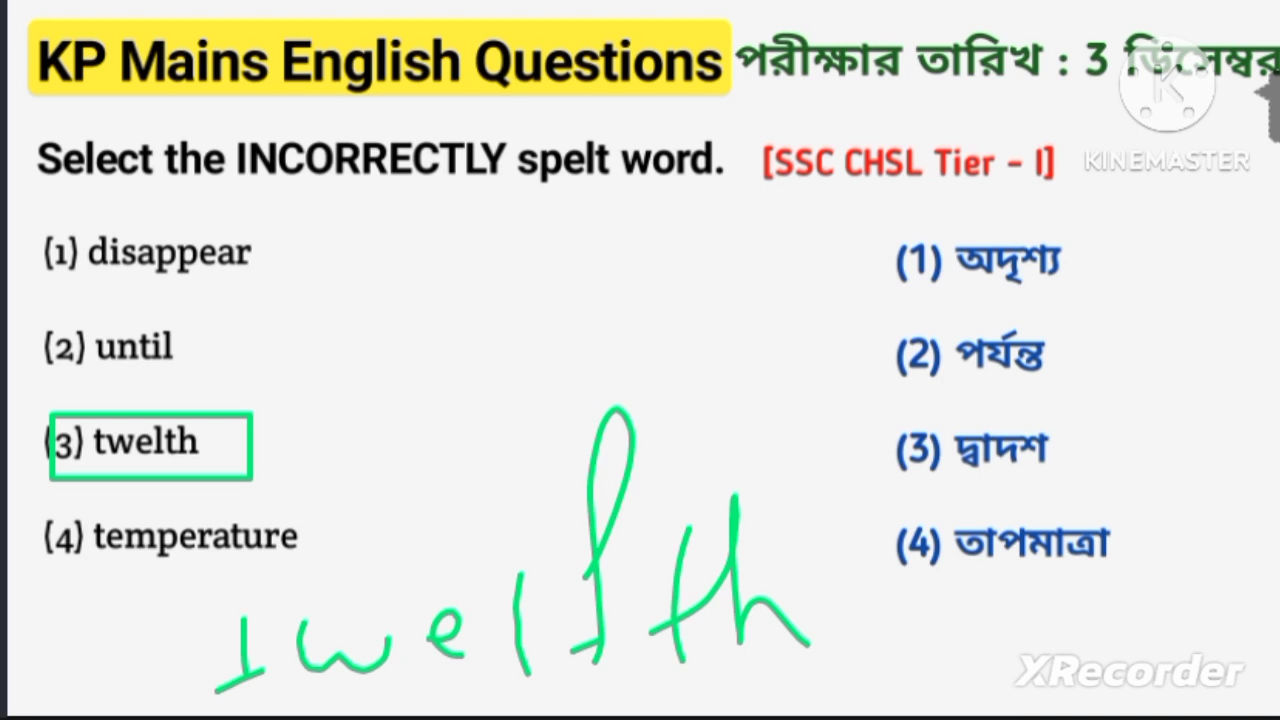 KP Mains English Questions পরীক্ষার তারিখ : 3 ডিসেম্বর
KINEMASTER
Select the INCORRECTLY spelt word. [SSC CHSL Tier - I]
(1) disappear (1) অদৃশ্য
(2) until (2) পর্যন্ত
(3) twelth (3) দ্বাদশ
(4) temperature (4) তাপমাত্রা
twelfth
XRecorder